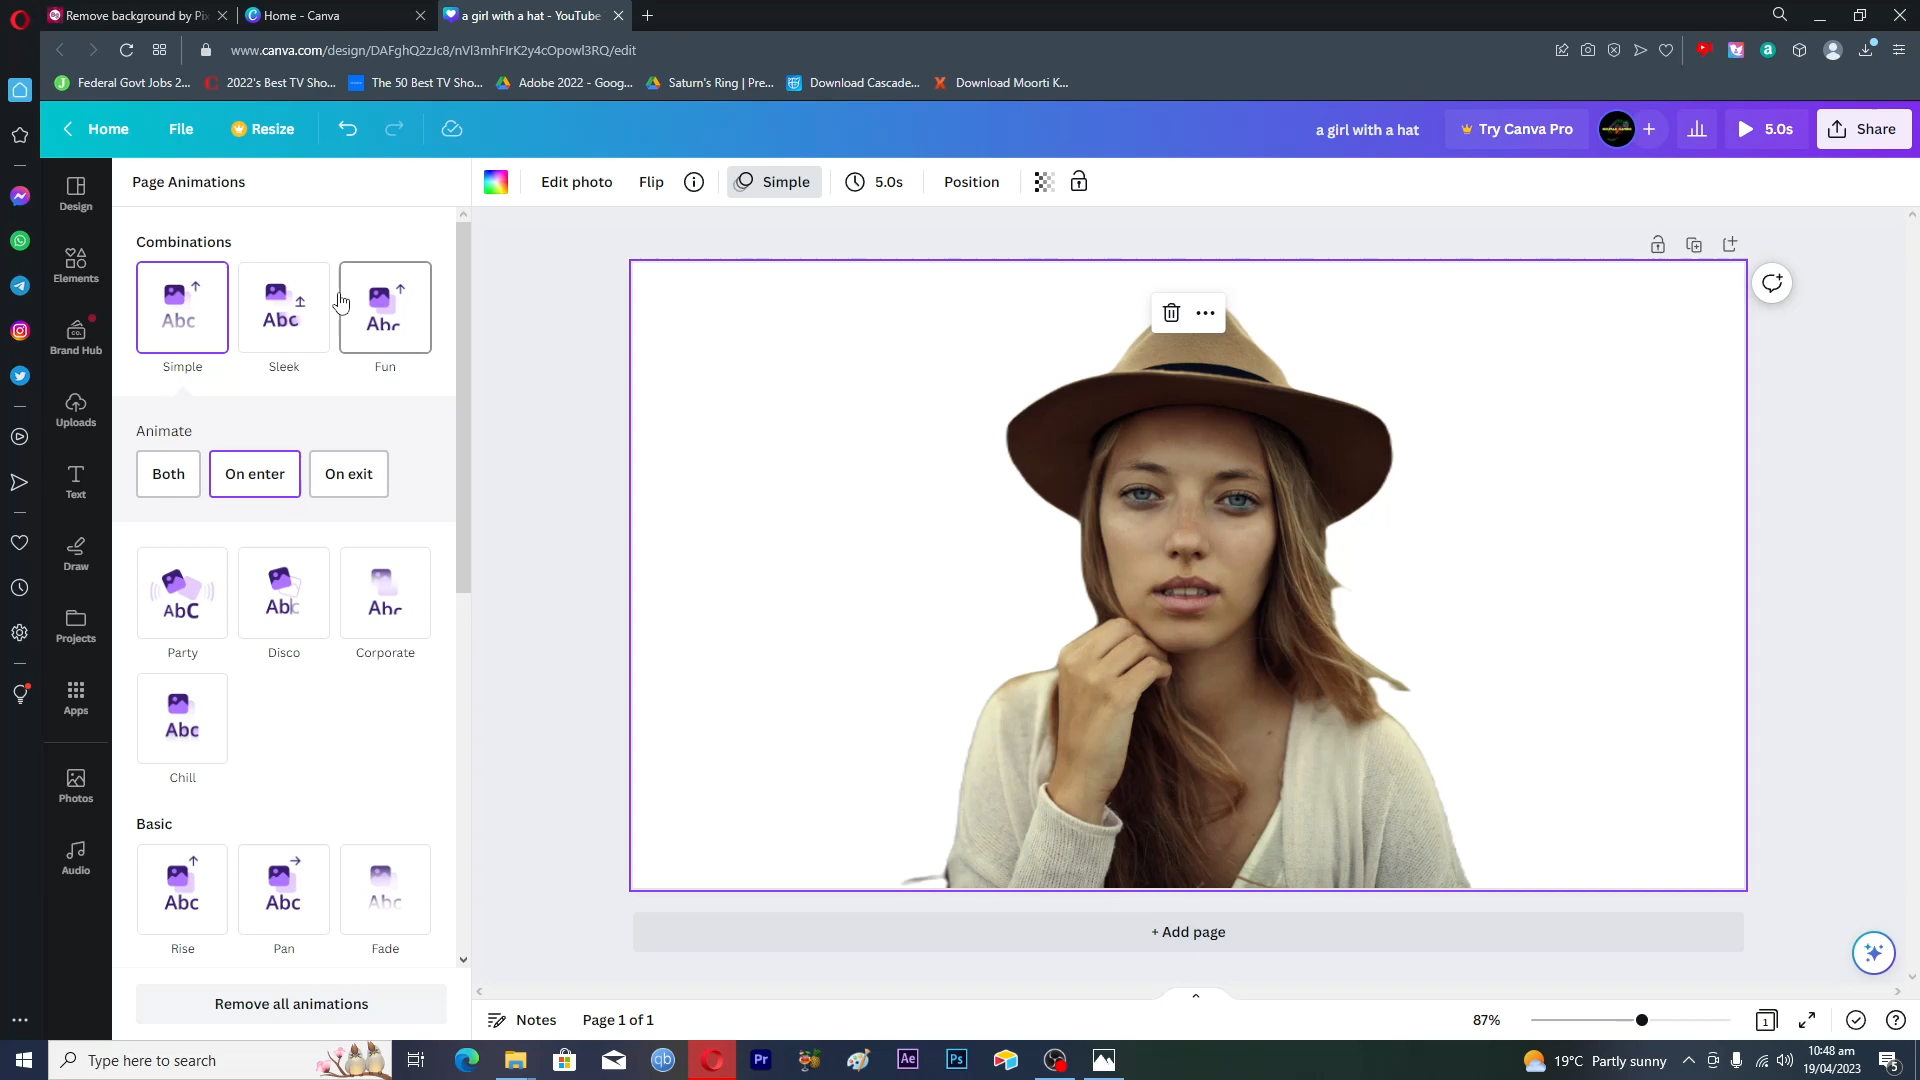 Remove background by Pi
Home - Canva
a girl with a hat - YouTube
www.canva.com/design/DAFghQ2zJc8/nVl3mhFIrK2y4cOpowl3RQ/edit
Federal Govt Jobs 2...
2022's Best TV Sho...
The 50 Best TV Sho...
Adobe 2022 - Goog...
Saturn's Ring | Pre...
Download Cascade...
Download Moorti K...
Home
File
Resize
a girl with a hat
Try Canva Pro
5.0s
Share
Page Animations
Edit photo
Flip
Simple
5.0s
Position
Design
Elements
Brand Hub
Uploads
Text
Draw
Projects
Apps
Photos
Audio
Combinations
Abc
Abc
Abc
Simple
Sleek
Fun
Animate
Both
On enter
On exit
AbC
Abc
Abc
Party
Disco
Corporate
Abc
Chill
Basic
Abc
Abc
Abc
Rise
Pan
Fade
Remove all animations
+ Add page
Notes
Page 1 of 1
87%
1
Type here to search
qb
Pr
Ae
Ps
19°C Partly sunny
10:48 am
19/04/2023
5